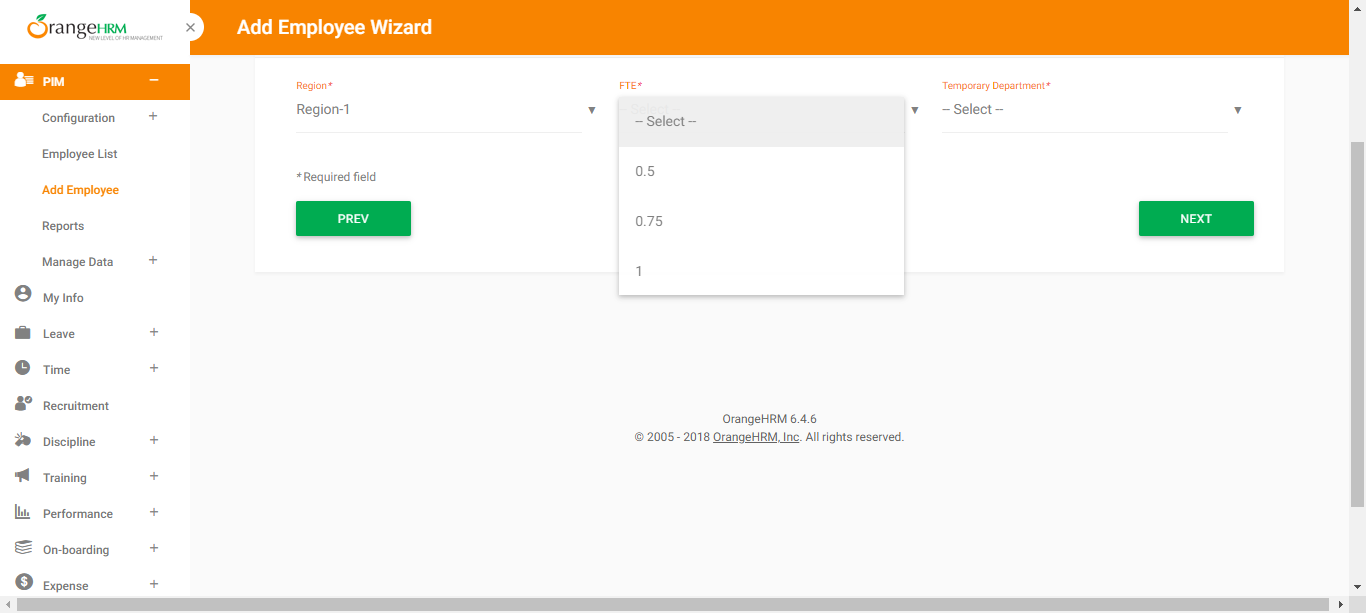 OrangeHRM
NEW LEVEL OF HR MANAGEMENT
Add Employee Wizard
PIM
Configuration
Employee List
Add Employee
Reports
Manage Data
My Info
Leave
Time
Recruitment
Discipline
Training
Performance
On-boarding
Expense
Region*
Region-1
FTE*
-- Select --
-- Select --
0.5
0.75
1
Temporary Department*
-- Select --
* Required field
PREV
NEXT
OrangeHRM 6.4.6
© 2005 - 2018 OrangeHRM, Inc. All rights reserved.